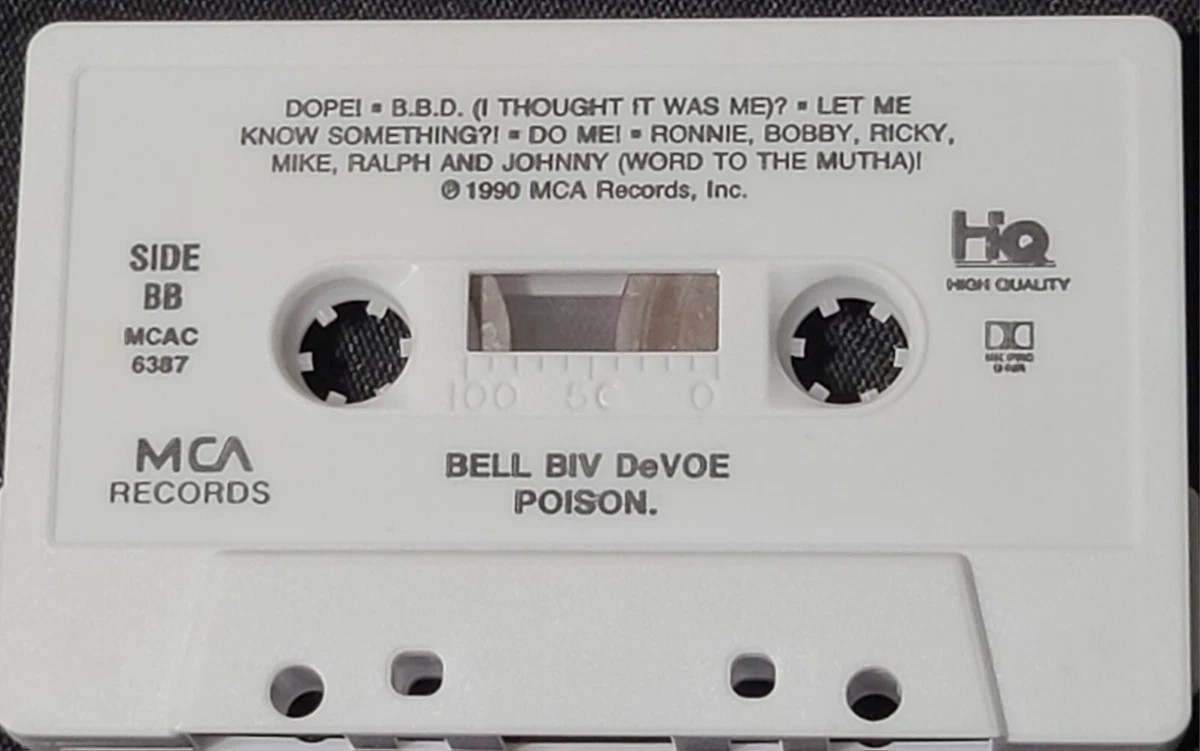 DOPE! ▪ B.B.D. (I THOUGHT IT WAS ME)? ▪ LET ME
KNOW SOMETHING?! ▪ DO ME! ▪ RONNIE, BOBBY, RICKY,
MIKE, RALPH AND JOHNNY (WORD TO THE MUTHA)!
℗ 1990 MCA Records, Inc.
SIDE
BB
MCAC
6387
HQ
HIGH QUALITY
100 50 0
MCA
RECORDS
BELL BIV DeVOE
POISON.